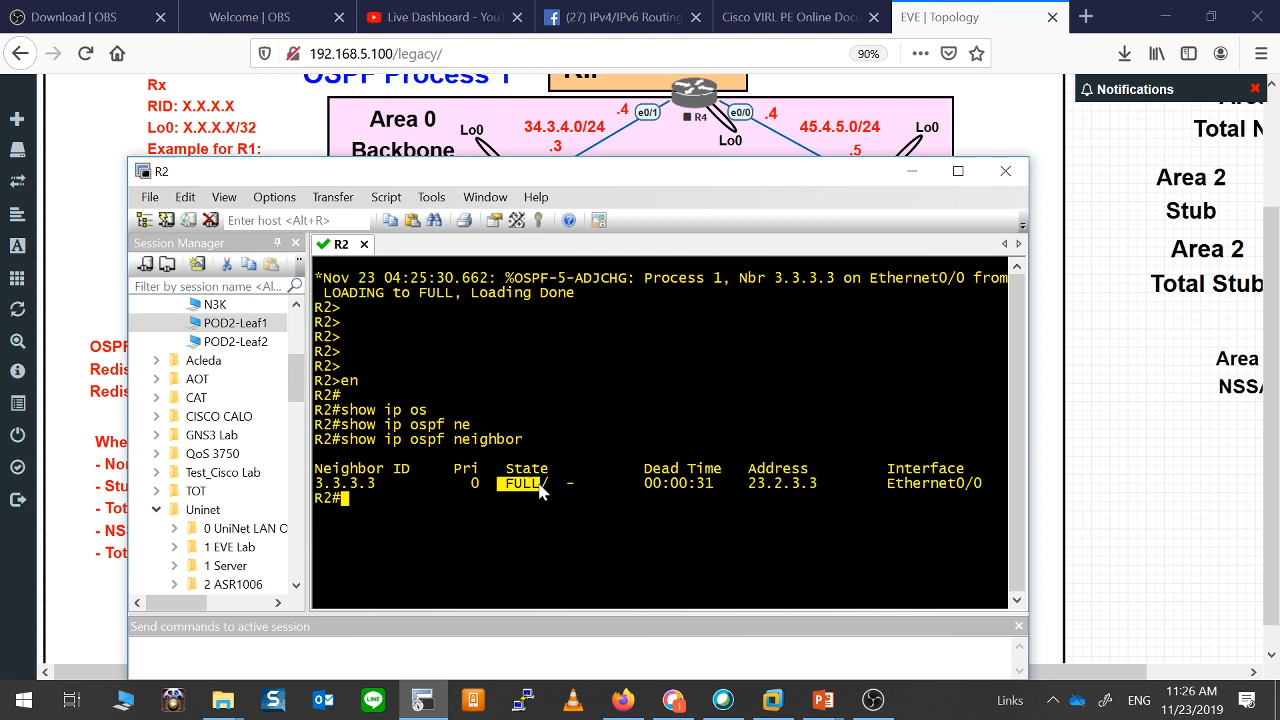 Download | OBS
Welcome | OBS
Live Dashboard - YouT
(27) IPv4/IPv6 Routing
Cisco VIRL PE Online Docu
EVE | Topology
192.168.5.100/legacy/
90%
OSPF Process 1
Rx
RID: X.X.X.X
Lo0: X.X.X.X/32
Example for R1:
Area 0
Backbone
Lo0
34.3.4.0/24
.3
.4
e0/1
R4
e0/0
.4
Lo0
45.4.5.0/24
.5
Lo0
Notifications
Total N
Area 2
Stub
Area 2
Total Stub
Area
NSSA
OSPF
Redis
Redis
Whe
- Nor
- Stu
- Tot
- NS
- Tot
R2
File Edit View Options Transfer Script Tools Window Help
Enter host <Alt+R>
Session Manager
R2
Filter by session name <Al...
N3K
POD2-Leaf1
POD2-Leaf2
Acleda
AOT
CAT
CISCO CALO
GNS3 Lab
QoS 3750
Test_Cisco Lab
TOT
Uninet
0 UniNet LAN C
1 EVE Lab
1 Server
2 ASR1006
*Nov 23 04:25:30.662: %OSPF-5-ADJCHG: Process 1, Nbr 3.3.3.3 on Ethernet0/0 from
LOADING to FULL, Loading Done
R2>
R2>
R2>
R2>
R2>
R2>en
R2#
R2#show ip os
R2#show ip ospf ne
R2#show ip ospf neighbor
Neighbor ID Pri State Dead Time Address Interface
3.3.3.3 0 FULL/ - 00:00:31 23.2.3.3 Ethernet0/0
R2#
Send commands to active session
Links
ENG
11:26 AM
11/23/2019